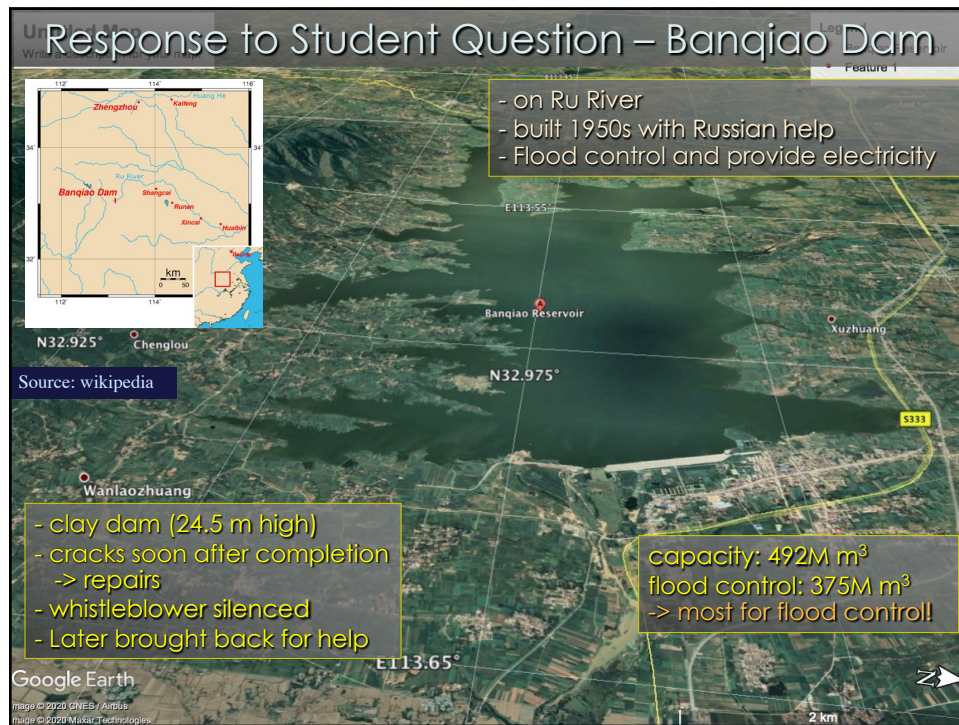 Response to Student Question – Banqiao Dam
Feature 1
- on Ru River
- built 1950s with Russian help
- Flood control and provide electricity
112˚
114˚
116˚
Huang He
Zhengzhou
Kaifeng
34˚
34˚
Ru River
Banqiao Dam
Shangcai
Runan
Xincai
Huaibin
32˚
km
0 50
Beijing
112˚
114˚
E113.55°
Banqiao Reservoir
Xuzhuang
N32.925°
Chenglou
N32.975°
Source: wikipedia
S333
Wanlaozhuang
- clay dam (24.5 m high)
- cracks soon after completion
-> repairs
- whistleblower silenced
- Later brought back for help
capacity: 492M m³
flood control: 375M m³
-> most for flood control!
E113.65°
Google Earth
Image © 2020 CNES / Airbus
Image © 2020 Maxar Technologies
N
2 km